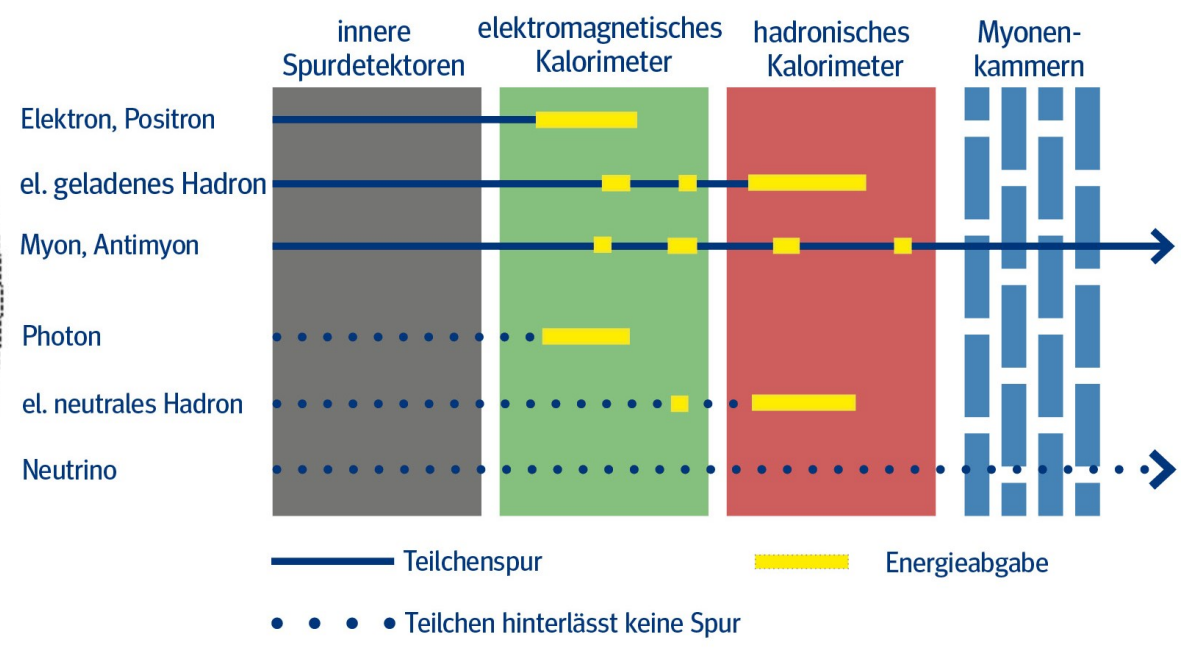 innere
Spurdetektoren
elektromagnetisches
Kalorimeter
hadronisches
Kalorimeter
Myonen-
kammern
Elektron, Positron
el. geladenes Hadron
Myon, Antimyon
Photon
el. neutrales Hadron
Neutrino
Teilchenspur
Energieabgabe
Teilchen hinterlässt keine Spur